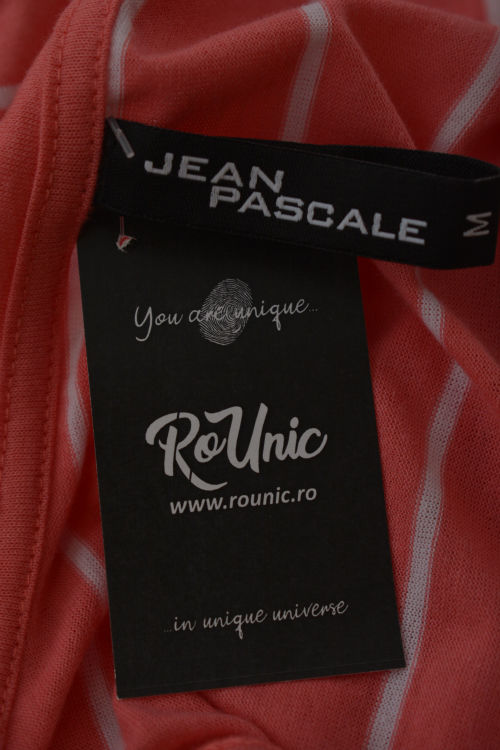 JEAN
PASCALE
M
You are unique...
RoUnic
www.rounic.ro
...in unique universe